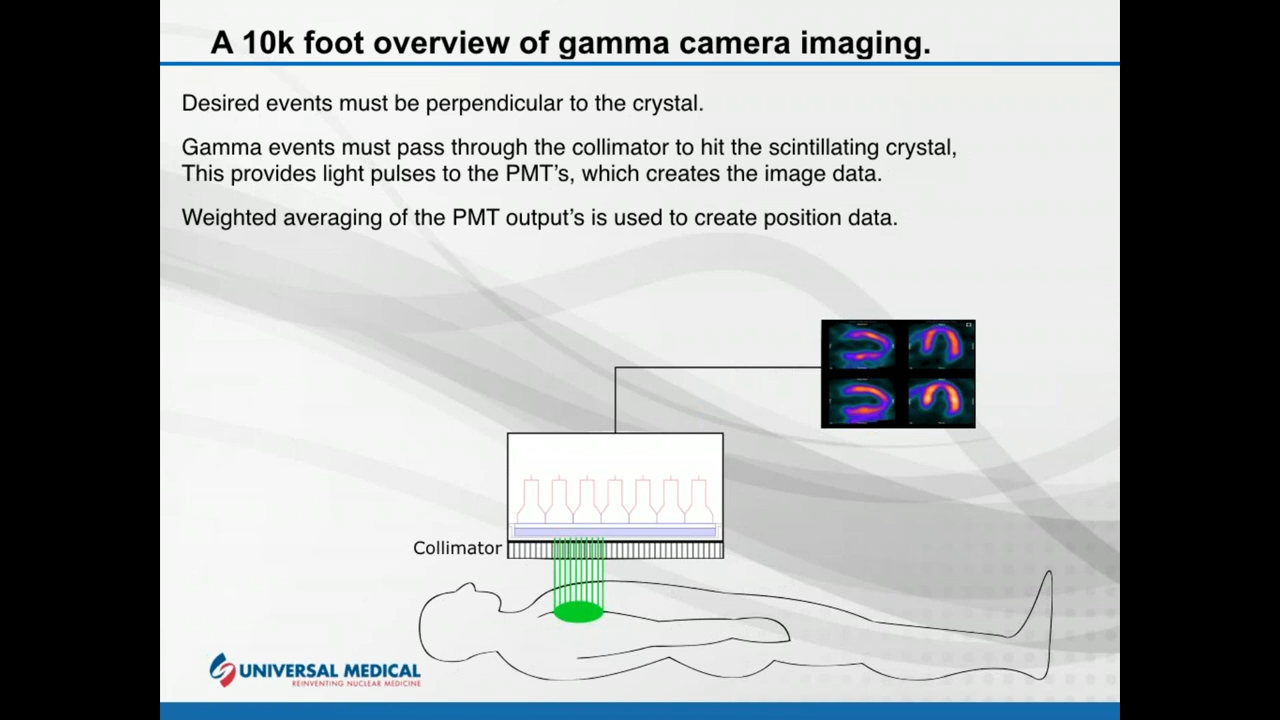 A 10k foot overview of gamma camera imaging.
Desired events must be perpendicular to the crystal.
Gamma events must pass through the collimator to hit the scintillating crystal,
This provides light pulses to the PMT’s, which creates the image data.
Weighted averaging of the PMT output’s is used to create position data.
Collimator
UNIVERSAL MEDICAL
REINVENTING NUCLEAR MEDICINE